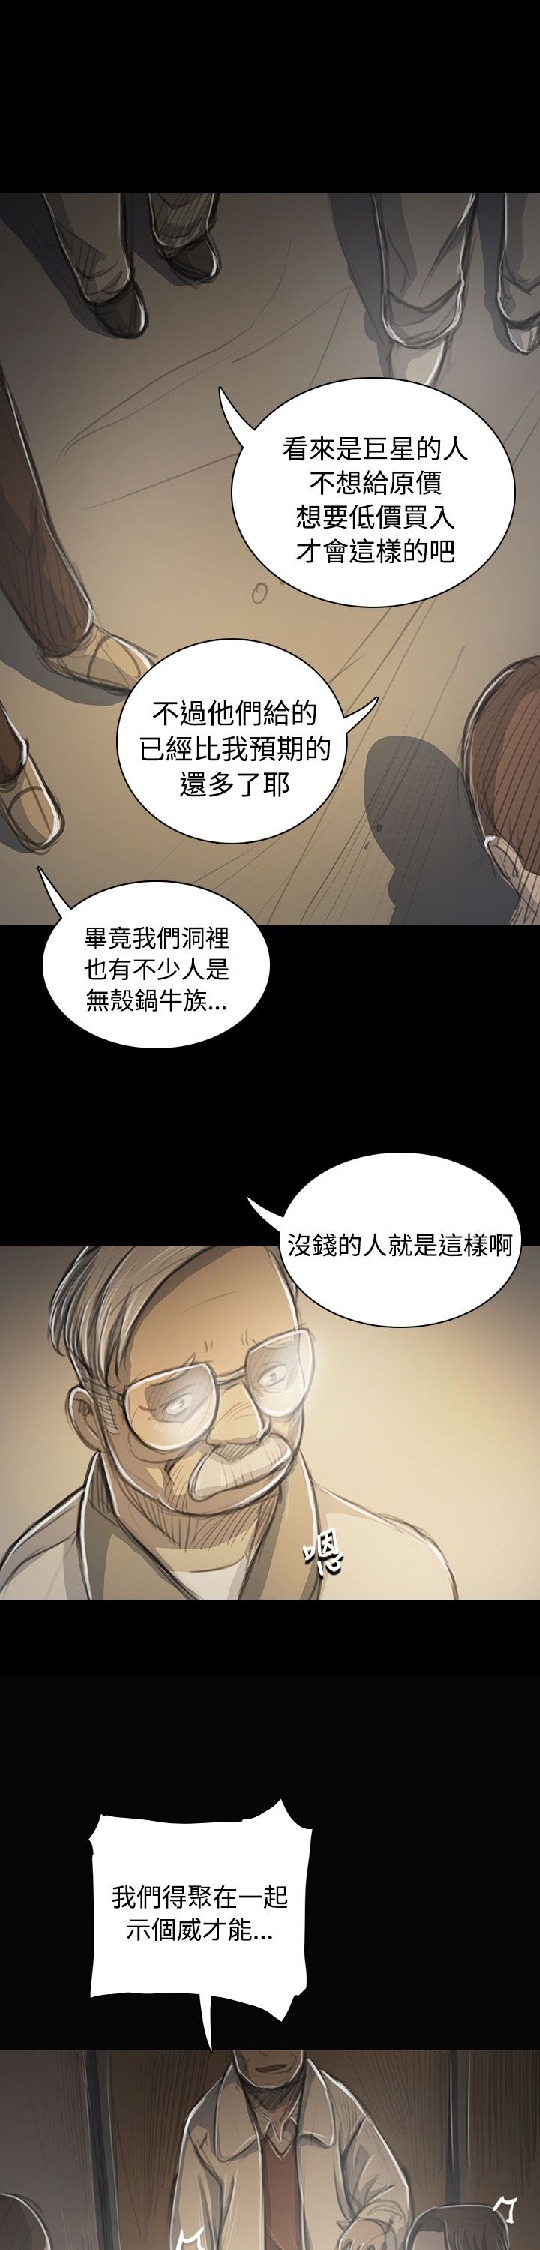 看來是巨星的人
不想給原價
想要低價買入
才會這樣的吧
不過他們給的
已經比我預期的
還多了耶
畢竟我們洞裡
也有不少人是
無殼鍋牛族...
沒錢的人就是這樣啊
嗯
我們得聚在一起
示個威才能...